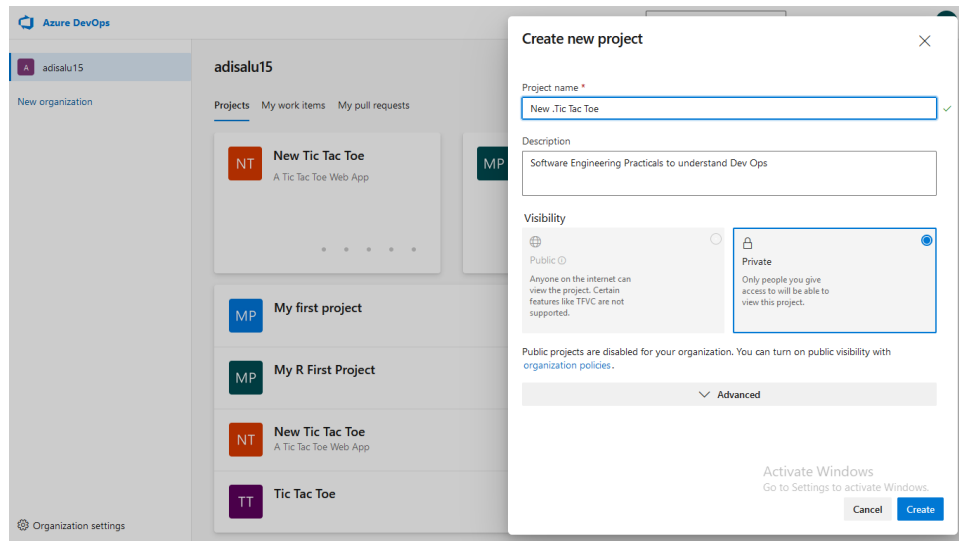 Azure DevOps
A adisalu15
New organization
Organization settings
adisalu15
Projects My work items My pull requests
NT New Tic Tac Toe
A Tic Tac Toe Web App
MP
MP My first project
MP My R First Project
NT New Tic Tac Toe
A Tic Tac Toe Web App
TT Tic Tac Toe
Create new project
Project name *
New .Tic Tac Toe
Description
Software Engineering Practicals to understand Dev Ops
Visibility
Public
Anyone on the internet can
view the project. Certain
features like TFVC are not
supported.
Private
Only people you give
access to will be able to
view this project.
Public projects are disabled for your organization. You can turn on public visibility with
organization policies.
Advanced
Activate Windows
Go to Settings to activate Windows.
Cancel Create